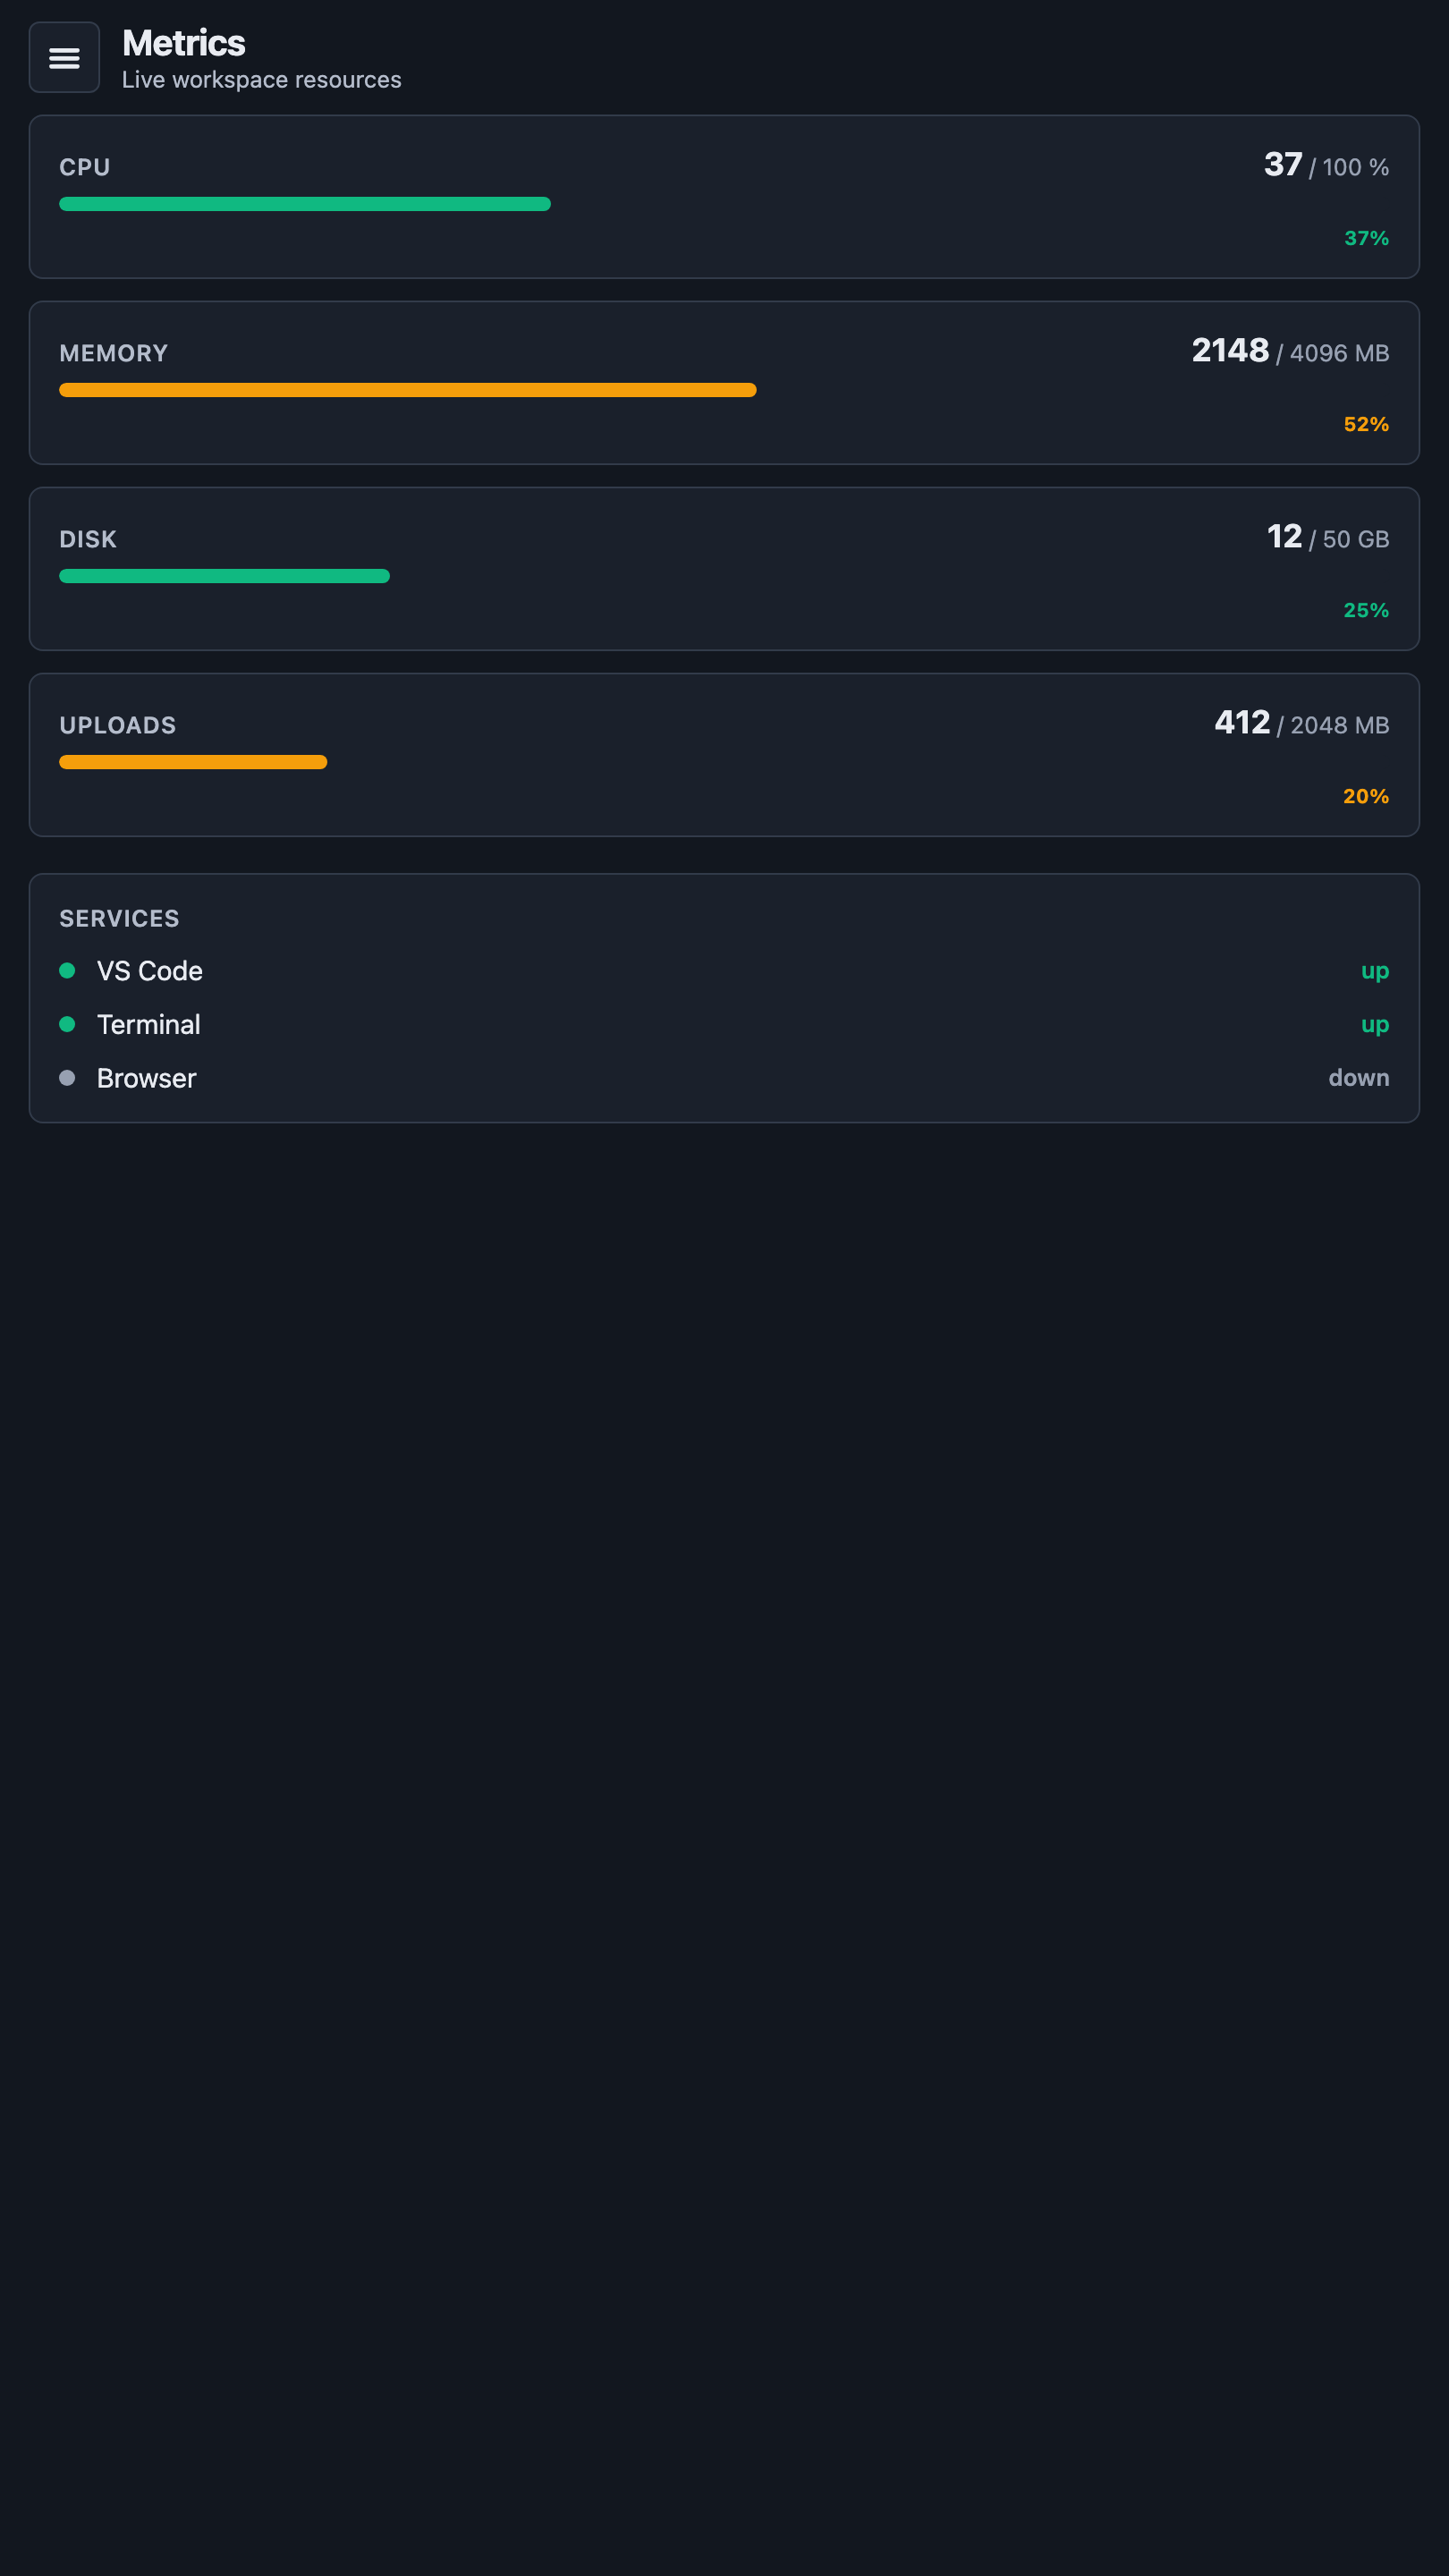 Metrics
Live workspace resources
CPU 37 / 100 %
37%
MEMORY 2148 / 4096 MB
52%
DISK 12 / 50 GB
25%
UPLOADS 412 / 2048 MB
20%
SERVICES
VS Code up
Terminal up
Browser down